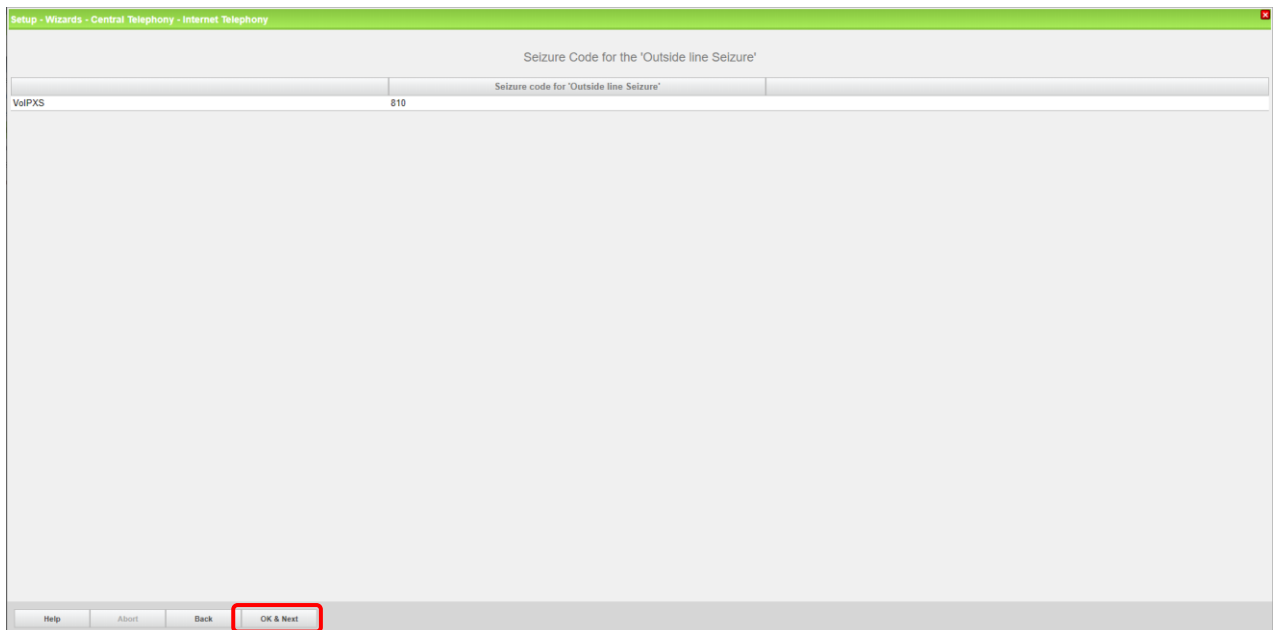 Setup - Wizards - Central Telephony - Internet Telephony
Seizure Code for the 'Outside line Seizure'
Seizure code for 'Outside line Seizure'
VoIPXS 810
Help Abort Back OK & Next